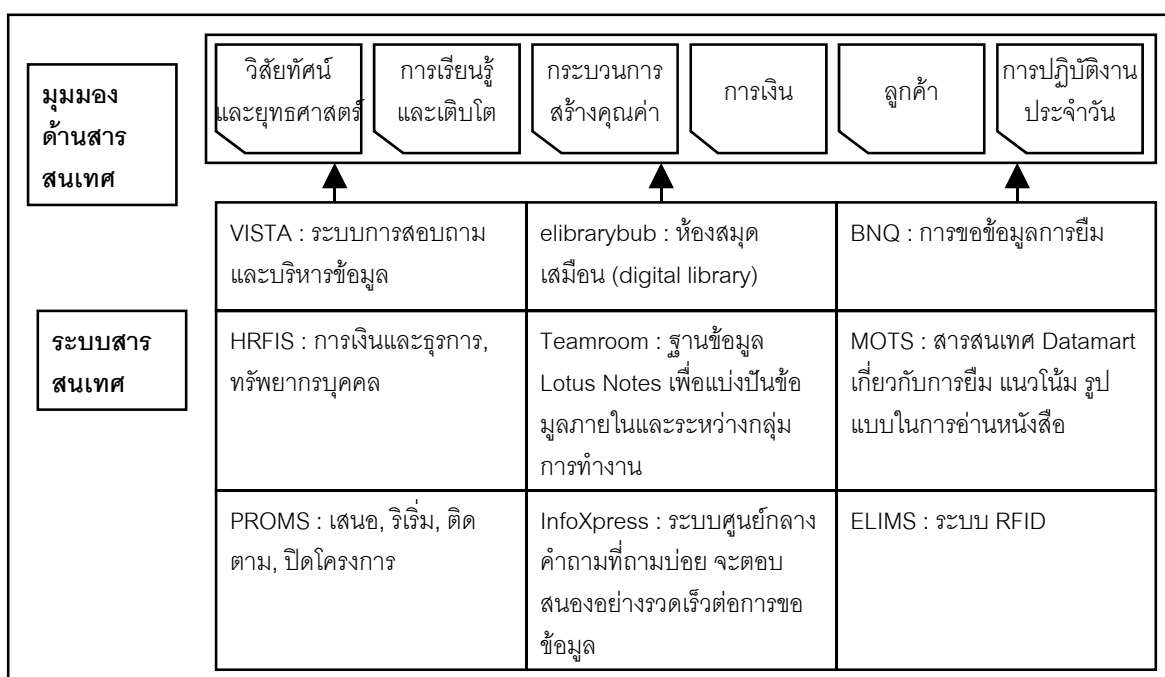 มุมมอง
ด้านสาร
สนเทศ
วิสัยทัศน์
และยุทธศาสตร์
การเรียนรู้
และเติบโต
กระบวนการ
สร้างคุณค่า
การเงิน
ลูกค้า
การปฏิบัติงาน
ประจำวัน
ระบบสาร
สนเทศ
VISTA : ระบบการสอบถาม
และบริหารข้อมูล
elibrarybub : ห้องสมุด
เสมือน (digital library)
BNQ : การขอข้อมูลการยืม
HRFIS : การเงินและธุรการ,
ทรัพยากรบุคคล
Teamroom : ฐานข้อมูล
Lotus Notes เพื่อแบ่งปันข้อ
มูลภายในและระหว่างกลุ่ม
การทำงาน
MOTS : สารสนเทศ Datamart
เกี่ยวกับการยืม แนวโน้ม รูป
แบบในการอ่านหนังสือ
PROMS : เสนอ, ริเริ่ม, ติด
ตาม, ปิดโครงการ
InfoXpress : ระบบศูนย์กลาง
คำถามที่ถามบ่อย จะตอบ
สนองอย่างรวดเร็วต่อการขอ
ข้อมูล
ELIMS : ระบบ RFID